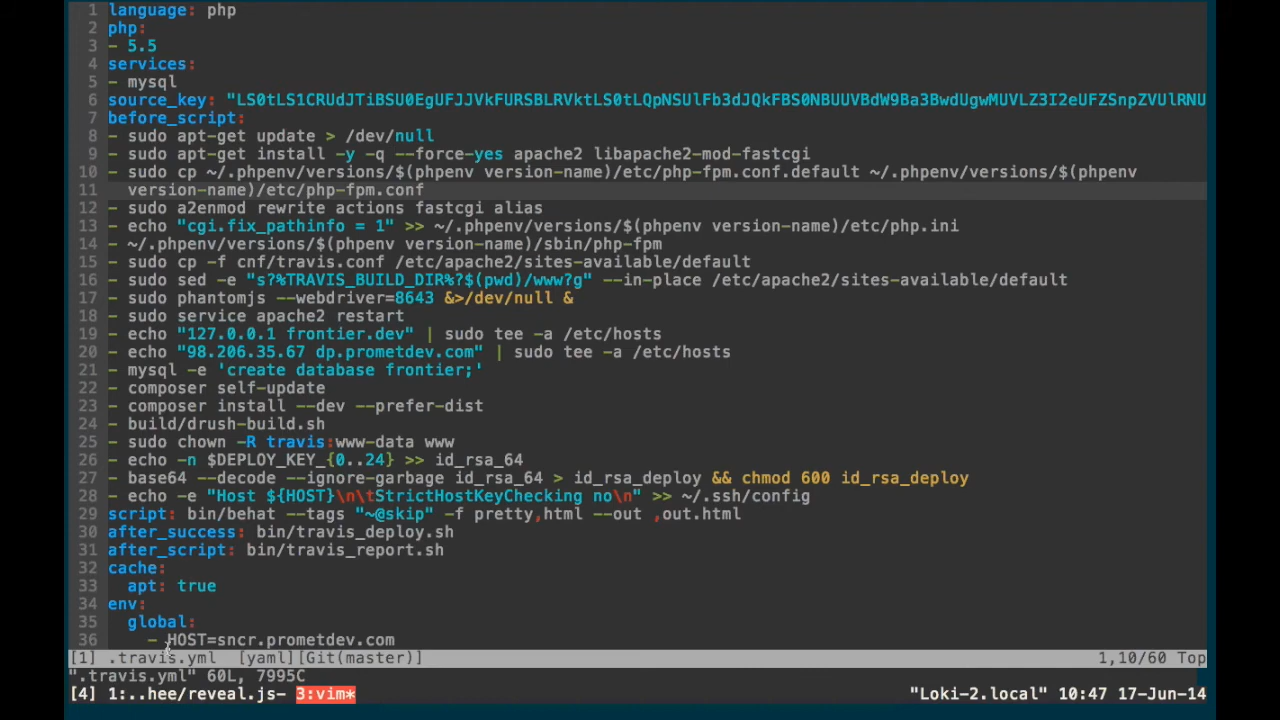 1 language: php
2 php:
3 - 5.5
4 services:
5 - mysql
6 source_key: "LS0tLS1CRUdJTiBSU0EgUFJJVkFURSBLRVktLS0tLQpNSUlFb3dJQkFBS0NBUUVBdW9Ba3BwdUgwMUVLZ3I2eUFZSnpZVUlRNU
7 before_script:
8 - sudo apt-get update > /dev/null
9 - sudo apt-get install -y -q --force-yes apache2 libapache2-mod-fastcgi
10 - sudo cp ~/.phpenv/versions/$(phpenv version-name)/etc/php-fpm.conf.default ~/.phpenv/versions/$(phpenv
11 version-name)/etc/php-fpm.conf
12 - sudo a2enmod rewrite actions fastcgi alias
13 - echo "cgi.fix_pathinfo = 1" >> ~/.phpenv/versions/$(phpenv version-name)/etc/php.ini
14 - ~/.phpenv/versions/$(phpenv version-name)/sbin/php-fpm
15 - sudo cp -f cnf/travis.conf /etc/apache2/sites-available/default
16 - sudo sed -e "s?%TRAVIS_BUILD_DIR%?$(pwd)/www?g" --in-place /etc/apache2/sites-available/default
17 - sudo phantomjs --webdriver=8643 &>/dev/null &
18 - sudo service apache2 restart
19 - echo "127.0.0.1 frontier.dev" | sudo tee -a /etc/hosts
20 - echo "98.206.35.67 dp.prometdev.com" | sudo tee -a /etc/hosts
21 - mysql -e 'create database frontier;'
22 - composer self-update
23 - composer install --dev --prefer-dist
24 - build/drush-build.sh
25 - sudo chown -R travis:www-data www
26 - echo -n $DEPLOY_KEY_{0..24} >> id_rsa_64
27 - base64 --decode --ignore-garbage id_rsa_64 > id_rsa_deploy && chmod 600 id_rsa_deploy
28 - echo -e "Host ${HOST}\n\tStrictHostKeyChecking no\n" >> ~/.ssh/config
29 script: bin/behat --tags "~@skip" -f pretty,html --out ,out.html
30 after_success: bin/travis_deploy.sh
31 after_script: bin/travis_report.sh
32 cache:
33 apt: true
34 env:
35 global:
36 - HOST=sncr.prometdev.com
[1] .travis.yml [yaml][Git(master)] 1,10/60 Top
".travis.yml" 60L, 7995C
[4] 1:..hee/reveal.js- 3:vim* "Loki-2.local" 10:47 17-Jun-14